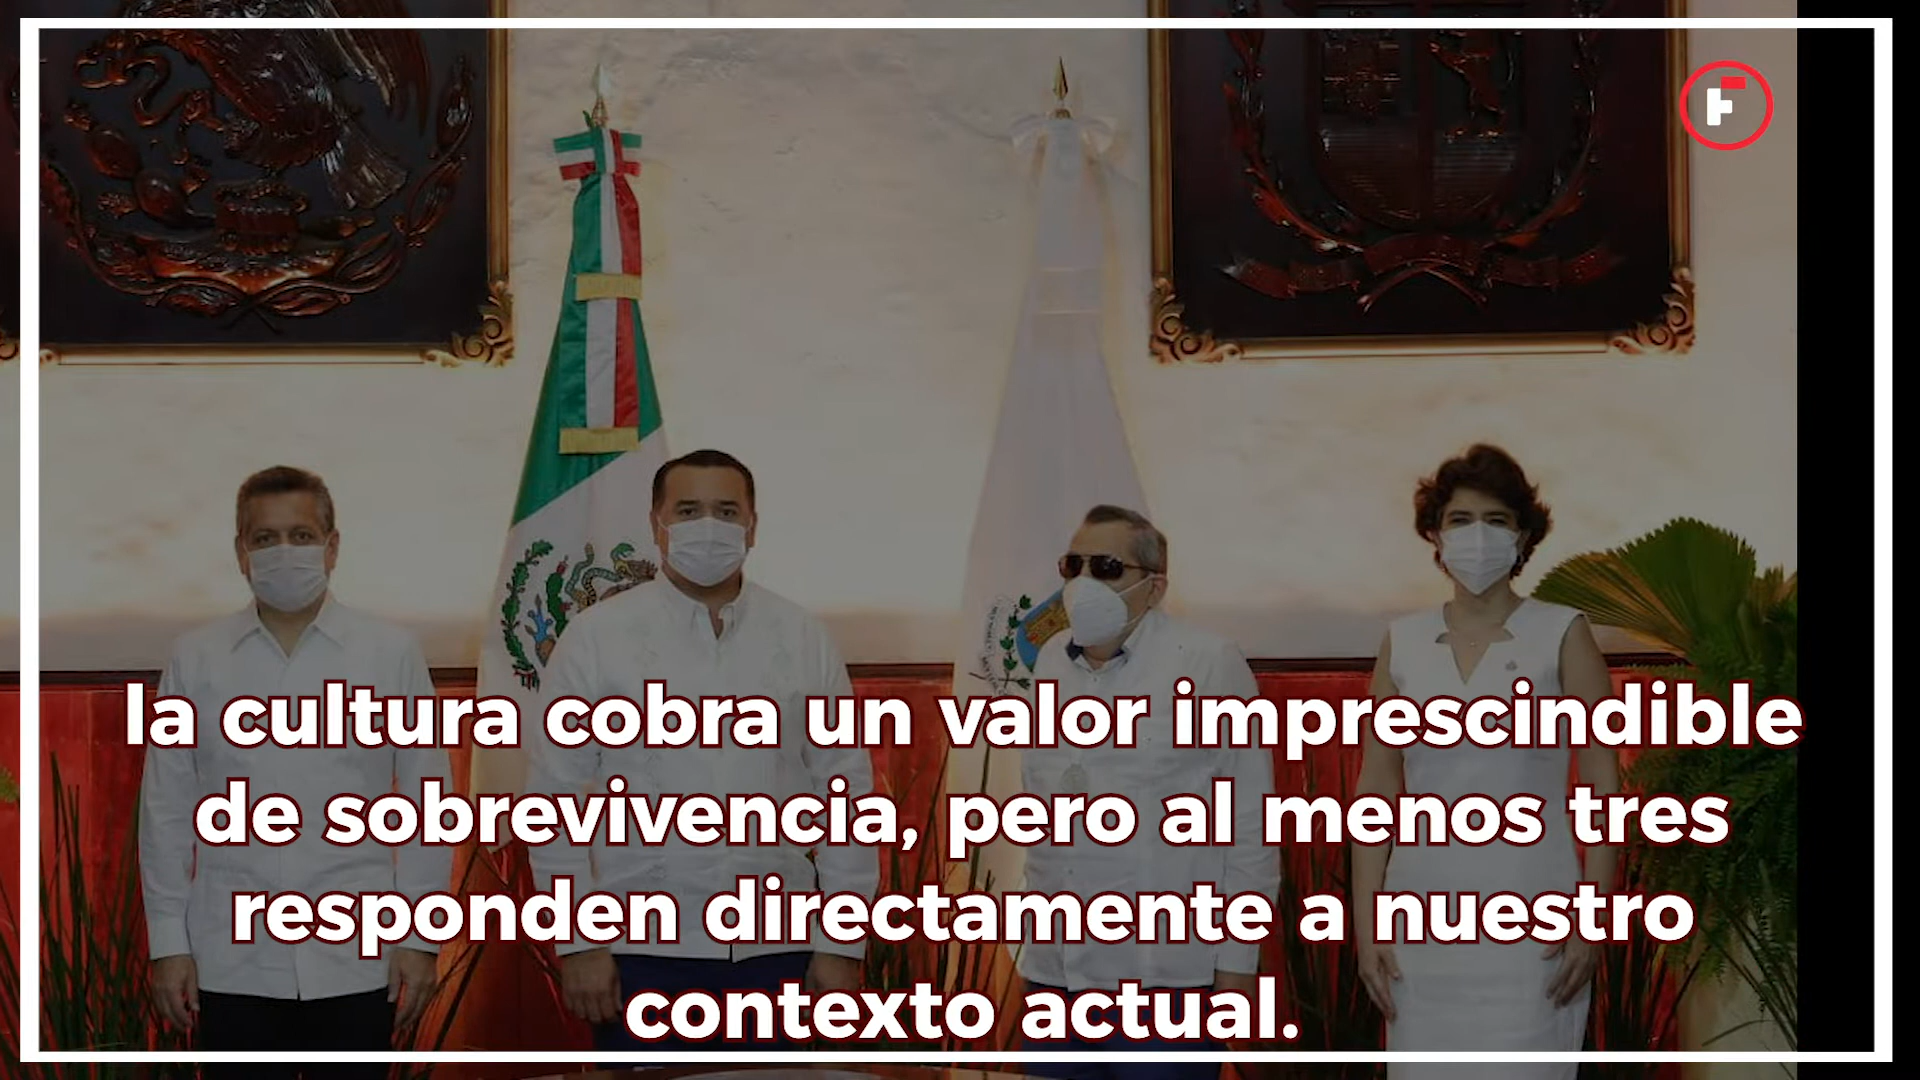 F
la cultura cobra un valor imprescindible
de sobrevivencia, pero al menos tres
responden directamente a nuestro
contexto actual.